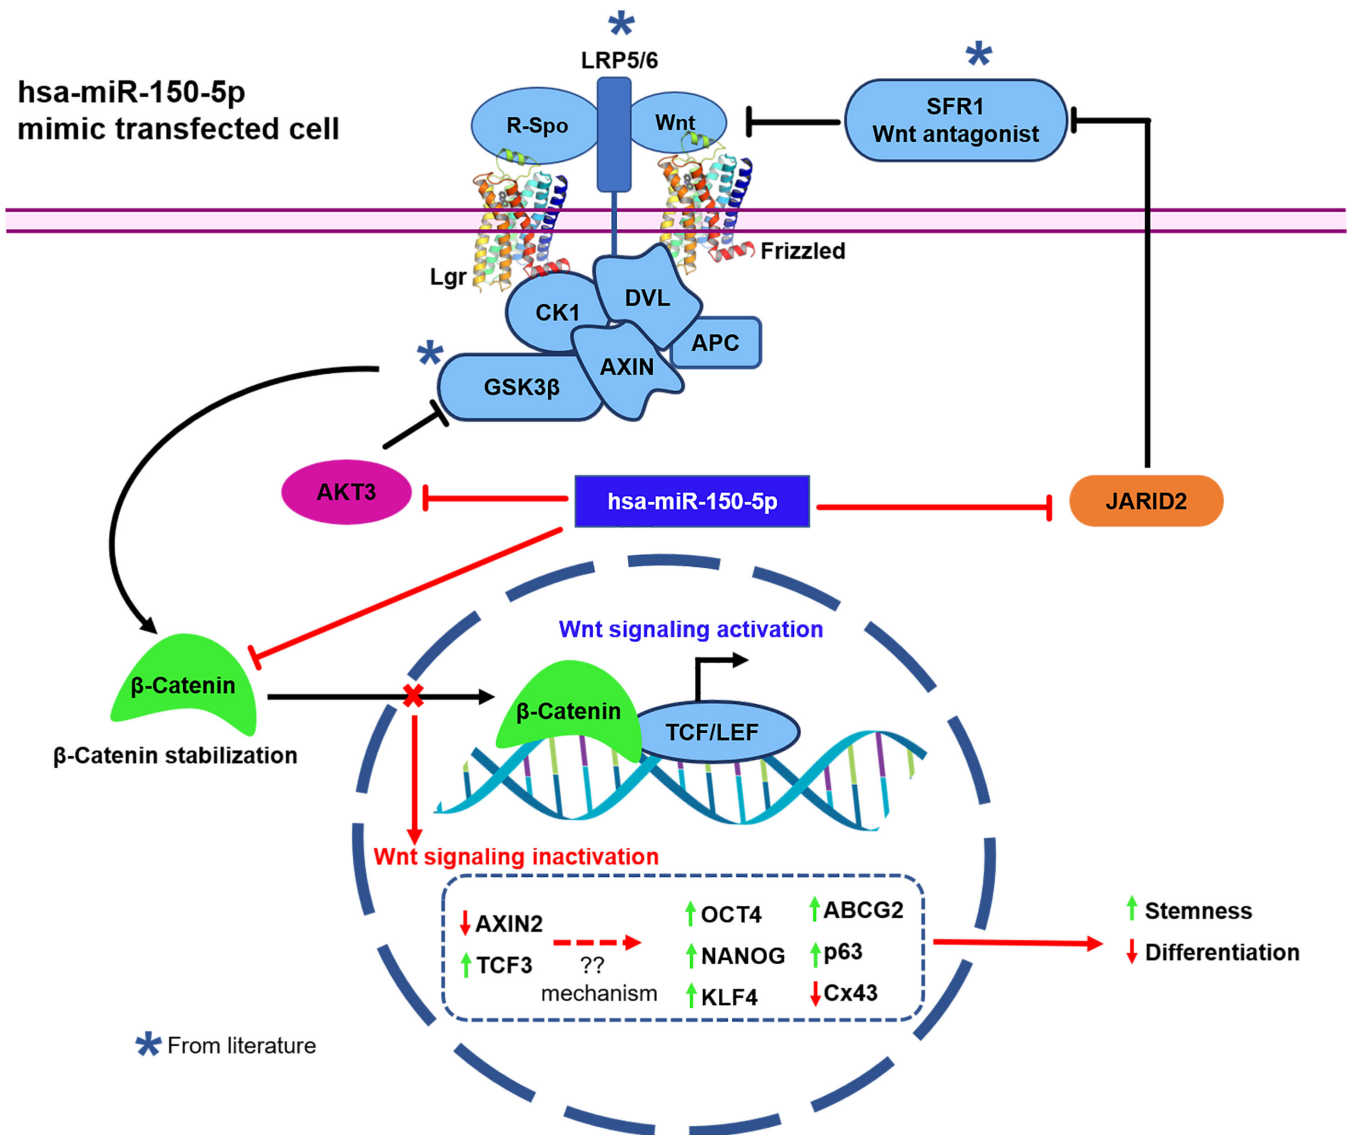 hsa-miR-150-5p
mimic transfected cell
*
LRP5/6
R-Spo
Wnt
*
SFR1
Wnt antagonist
Lgr
Frizzled
CK1
DVL
APC
AXIN
*
GSK3β
AKT3
hsa-miR-150-5p
JARID2
Wnt signaling activation
β-Catenin
β-Catenin stabilization
β-Catenin
TCF/LEF
Wnt signaling inactivation
AXIN2
TCF3
??
mechanism
OCT4
NANOG
KLF4
ABCG2
p63
Cx43
Stemness
Differentiation
* From literature